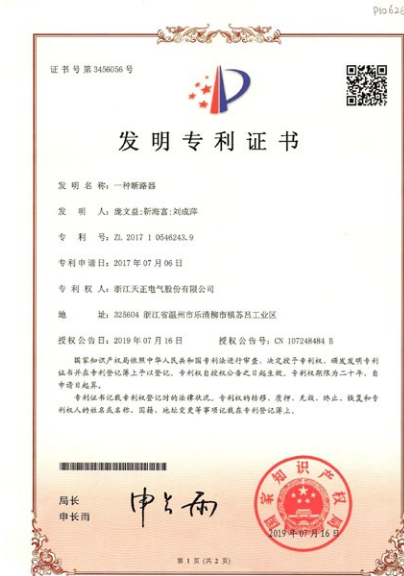 P10626
证书号第3456056号
发明专利证书
发明名称：一种断路器
发明人：庞文益;靳海富;刘成萍
专利号：ZL 2017 1 0546243.9
专利申请日：2017年07月06日
专利权人：浙江天正电气股份有限公司
地址：325604 浙江省温州市乐清柳市镇苏吕工业区
授权公告日：2019年07月16日 授权公告号：CN 107248484 B
国家知识产权局依照中华人民共和国专利法进行审查，决定授予专利权，颁发发明专利
证书并在专利登记簿上予以登记。专利权自授权公告之日起生效。专利权期限为二十年，自
申请日起算。
专利证书记载专利权登记时的法律状况。专利权的转移、质押、无效、终止、恢复和专
利权人的姓名或名称、国籍、地址变更等事项记载在专利登记簿上。
局长
申长雨
申长雨
国家知识产权局
2019年07月16日
第 1 页 (共 2 页)